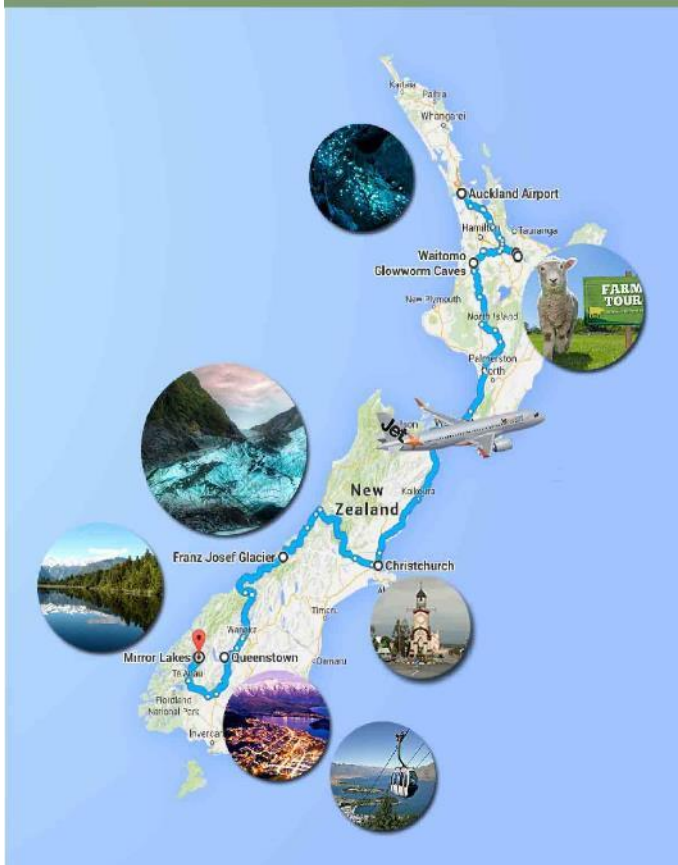 Kaitaia
Paihia
Whangarei
Auckland Airport
Hamilton
Tauranga
Waitomo
Glowworm Caves
FARM
TOUR
New Plymouth
North Island
Palmerston
North
Jet
New
Zealand
Kaikoura
Franz Josef Glacier
Christchurch
Timaru
Wanaka
Mirror Lakes
Queenstown
Te Anau
Oamaru
Fiordland
National Park
Invercar